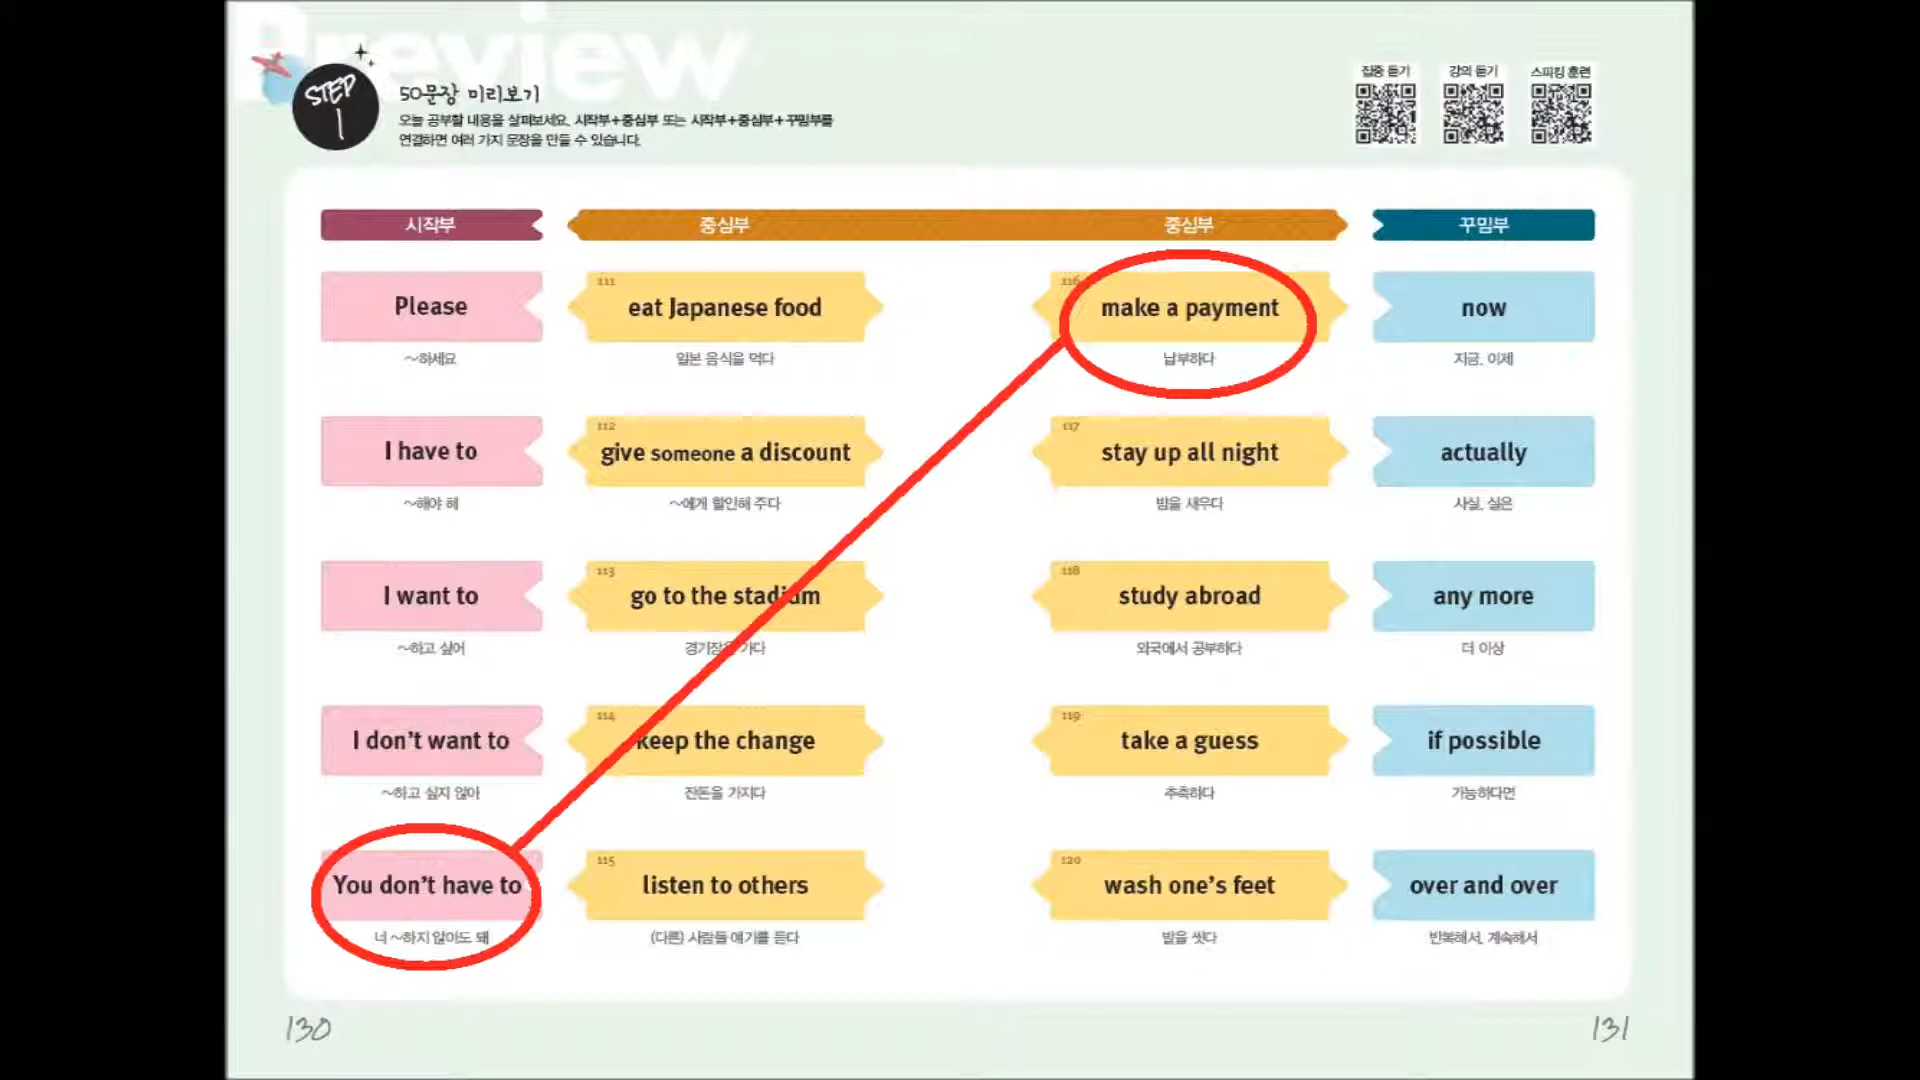 Preview
STEP
1
50문장 미리보기
오늘 공부할 내용을 살펴보세요. 시작부+중심부 또는 시작부+중심부+꾸밈부를
연결하면 여러 가지 문장을 만들 수 있습니다.
집중 듣기
강의 듣기
스피킹 훈련
시작부
중심부
중심부
꾸밈부
Please
~하세요
111
eat Japanese food
일본 음식을 먹다
116
make a payment
납부하다
now
지금, 이제
I have to
~해야 해
112
give someone a discount
~에게 할인해 주다
117
stay up all night
밤을 새우다
actually
사실, 실은
I want to
~하고 싶어
113
go to the stadium
경기장을 가다
118
study abroad
외국에서 공부하다
any more
더 이상
I don't want to
~하고 싶지 않아
114
keep the change
잔돈을 가지다
119
take a guess
추측하다
if possible
가능하다면
You don't have to
너 ~하지 않아도 돼
115
listen to others
(다른) 사람들 얘기를 듣다
120
wash one's feet
발을 씻다
over and over
반복해서, 계속해서
130
131